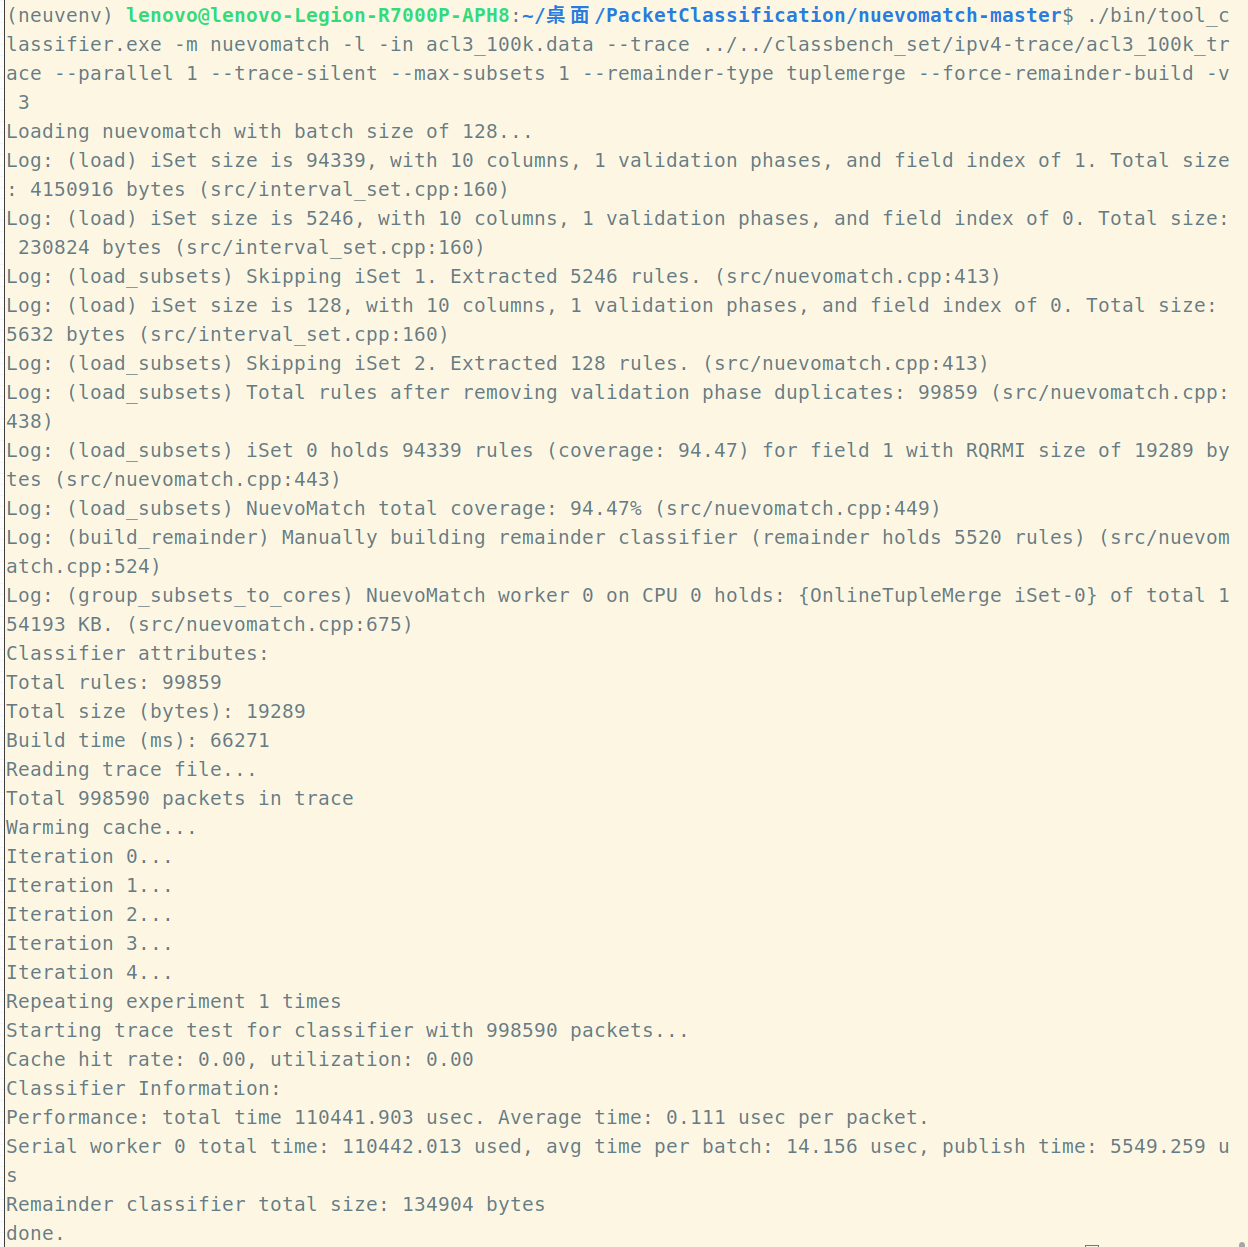 (neuvenv) lenovo@lenovo-Legion-R7000P-APH8:~/桌面/PacketClassification/nuevomatch-master$ ./bin/tool_c
lassifier.exe -m nuevomatch -l -in acl3_100k.data --trace ../../classbench_set/ipv4-trace/acl3_100k_tr
ace --parallel 1 --trace-silent --max-subsets 1 --remainder-type tuplemerge --force-remainder-build -v
 3
Loading nuevomatch with batch size of 128...
Log: (load) iSet size is 94339, with 10 columns, 1 validation phases, and field index of 1. Total size
: 4150916 bytes (src/interval_set.cpp:160)
Log: (load) iSet size is 5246, with 10 columns, 1 validation phases, and field index of 0. Total size:
 230824 bytes (src/interval_set.cpp:160)
Log: (load_subsets) Skipping iSet 1. Extracted 5246 rules. (src/nuevomatch.cpp:413)
Log: (load) iSet size is 128, with 10 columns, 1 validation phases, and field index of 0. Total size:
5632 bytes (src/interval_set.cpp:160)
Log: (load_subsets) Skipping iSet 2. Extracted 128 rules. (src/nuevomatch.cpp:413)
Log: (load_subsets) Total rules after removing validation phase duplicates: 99859 (src/nuevomatch.cpp:
438)
Log: (load_subsets) iSet 0 holds 94339 rules (coverage: 94.47) for field 1 with RQRMI size of 19289 by
tes (src/nuevomatch.cpp:443)
Log: (load_subsets) NuevoMatch total coverage: 94.47% (src/nuevomatch.cpp:449)
Log: (build_remainder) Manually building remainder classifier (remainder holds 5520 rules) (src/nuevom
atch.cpp:524)
Log: (group_subsets_to_cores) NuevoMatch worker 0 on CPU 0 holds: {OnlineTupleMerge iSet-0} of total 1
54193 KB. (src/nuevomatch.cpp:675)
Classifier attributes:
Total rules: 99859
Total size (bytes): 19289
Build time (ms): 66271
Reading trace file...
Total 998590 packets in trace
Warming cache...
Iteration 0...
Iteration 1...
Iteration 2...
Iteration 3...
Iteration 4...
Repeating experiment 1 times
Starting trace test for classifier with 998590 packets...
Cache hit rate: 0.00, utilization: 0.00
Classifier Information:
Performance: total time 110441.903 usec. Average time: 0.111 usec per packet.
Serial worker 0 total time: 110442.013 used, avg time per batch: 14.156 usec, publish time: 5549.259 u
s
Remainder classifier total size: 134904 bytes
done.